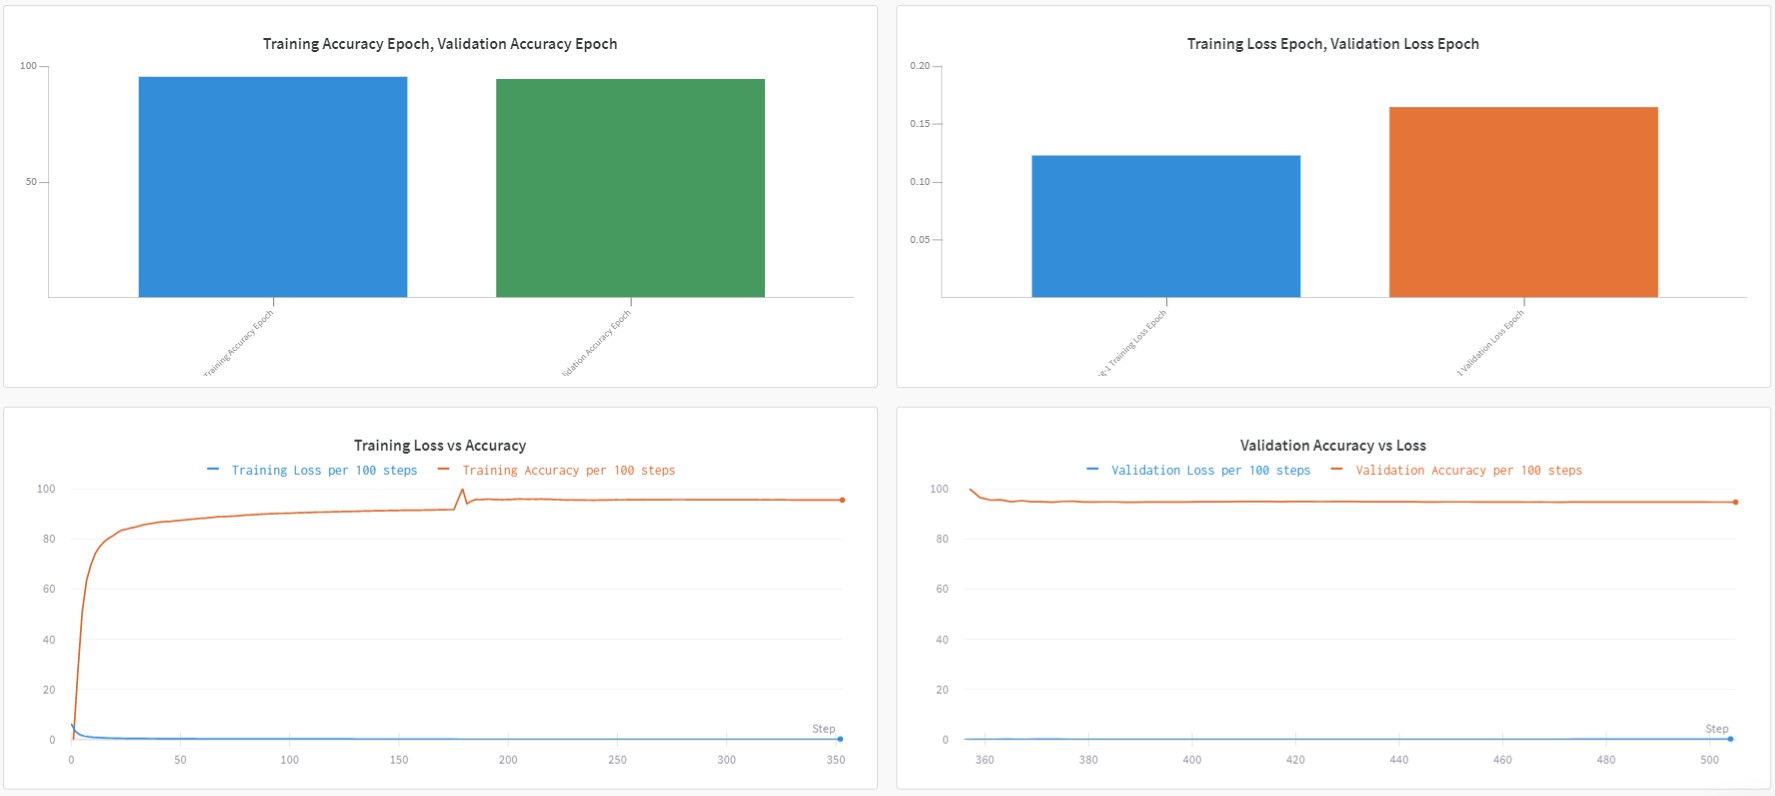 Training Accuracy Epoch, Validation Accuracy Epoch
100
50
Training Accuracy Epoch
Accuracy Epoch
Training Loss Epoch, Validation Loss Epoch
0.20
0.15
0.10
0.05
Training Loss Epoch
Validation Loss Epoch
Training Loss vs Accuracy
Training Loss per 100 steps Training Accuracy per 100 steps
100
80
60
40
20
0
Step
0 50 100 150 200 250 300 350
Validation Accuracy vs Loss
Validation Loss per 100 steps Validation Accuracy per 100 steps
100
80
60
40
20
0
Step
360 380 400 420 440 460 480 500